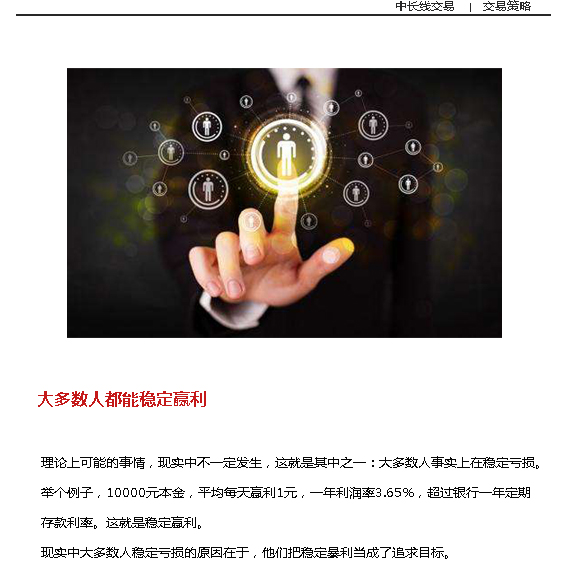 中长线交易 | 交易策略
大多数人都能稳定赢利
理论上可能的事情，现实中不一定发生，这就是其中之一：大多数人事实上在稳定亏损。
举个例子，10000元本金，平均每天赢利1元，一年利润率3.65%，超过银行一年定期
存款利率。这就是稳定赢利。
现实中大多数人稳定亏损的原因在于，他们把稳定暴利当成了追求目标。